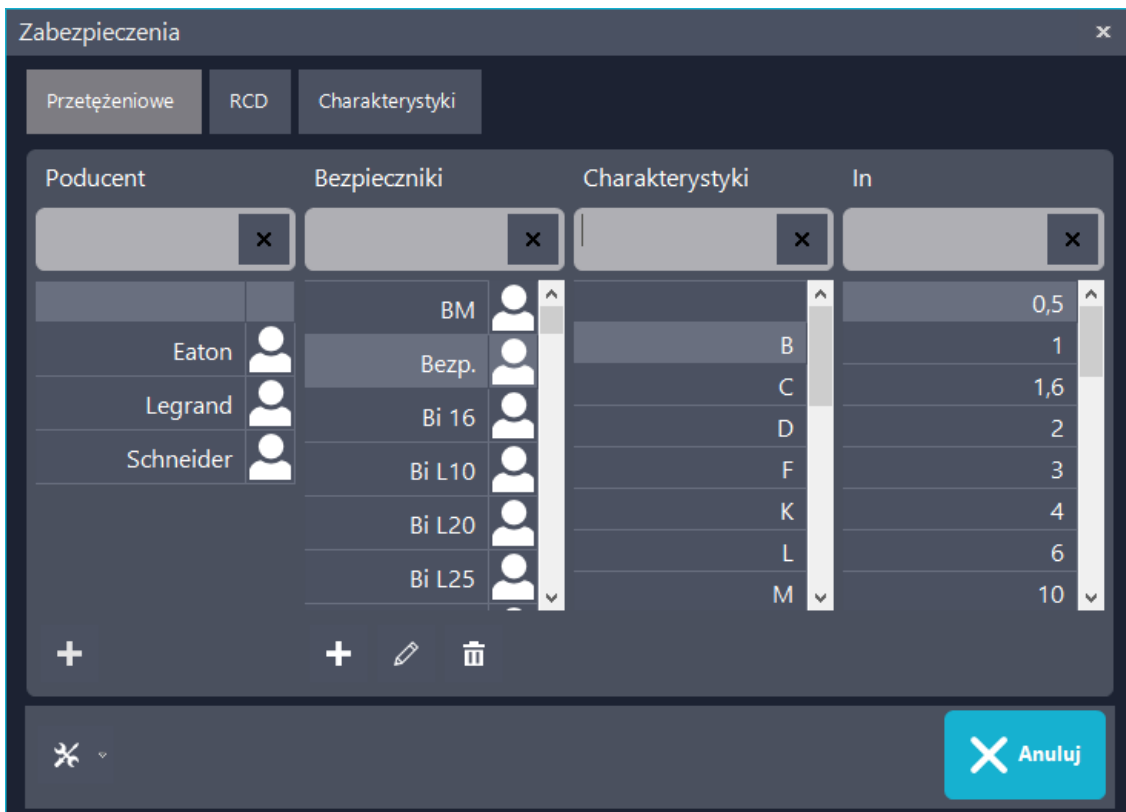 Zabezpieczenia
Przetężeniowe RCD Charakterystyki
Poducent Bezpieczniki Charakterystyki In
BM 0,5
Eaton Bezp. B 1
Legrand Bi 16 C 1,6
Schneider Bi L10 D 2
Bi L20 F 3
Bi L25 K 4
L 6
M 10
Anuluj